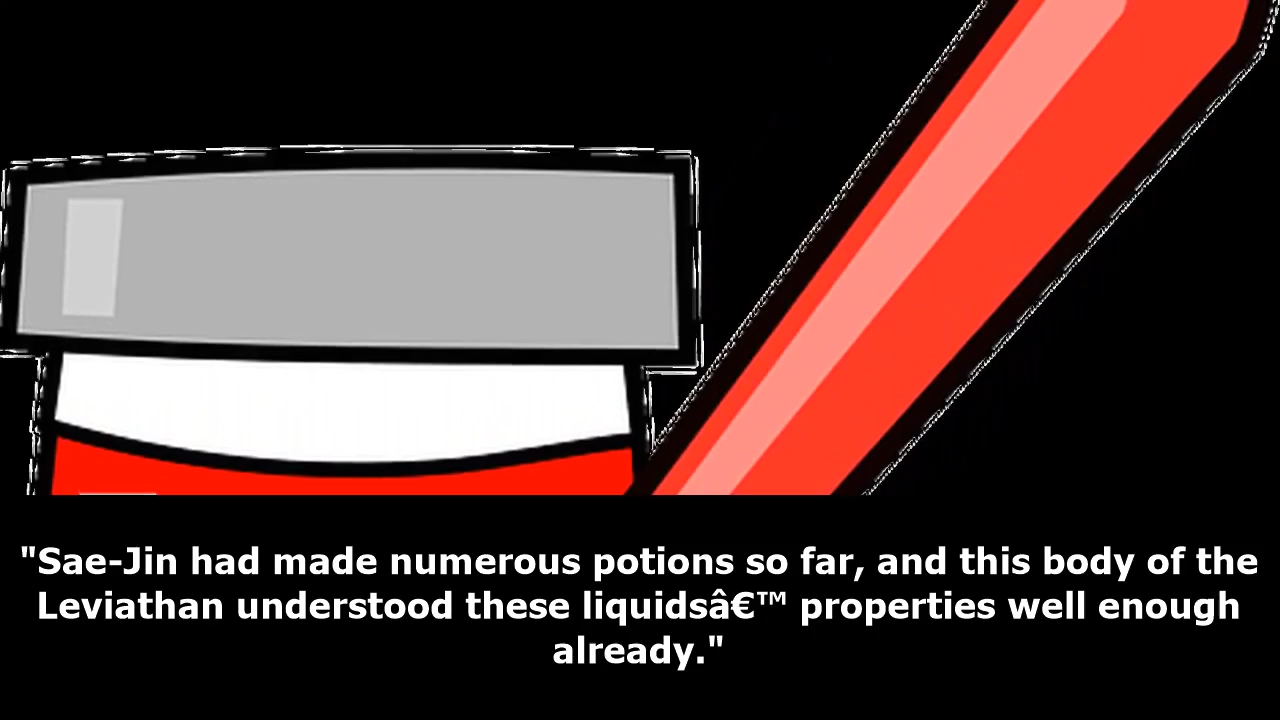 "Sae-Jin had made numerous potions so far, and this body of the
Leviathan understood these liquidsâ€™ properties well enough
already."